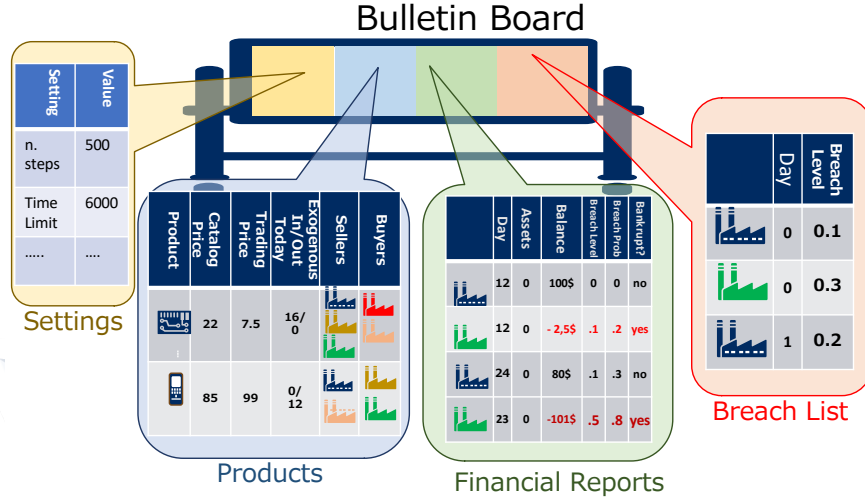 Bulletin Board
Setting Value
n. steps 500
Time Limit 6000
..... ....
Settings
Product Catalog Price Trading Price Exogenous In/Out Today Sellers Buyers
22 7.5 16/0
...
85 99 0/12
Products
Day Assets Balance Breach Level Breach Prob Bankrupt?
12 0 100$ 0 0 no
12 0 - 2,5$ .1 .2 yes
24 0 80$ .1 .3 no
23 0 -101$ .5 .8 yes
Financial Reports
Day Breach Level
0 0.1
0 0.3
1 0.2
Breach List